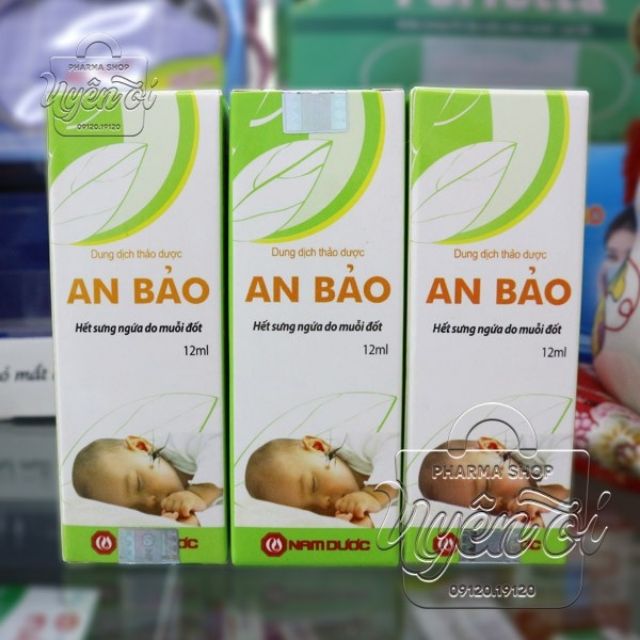 PHARMA SHOP
Uyên Ơi
09120.19120
Dung dịch thảo dược
AN BẢO
Hết sưng ngứa do muỗi đốt
12ml
Dung dịch thảo dược
AN BẢO
Hết sưng ngứa do muỗi đốt
12ml
NAM DƯỢC
Dung dịch thảo dược
AN BẢO
Hết sưng ngứa do muỗi đốt
12ml
PHARMA SHOP
Uyên Ơi
09120.19120